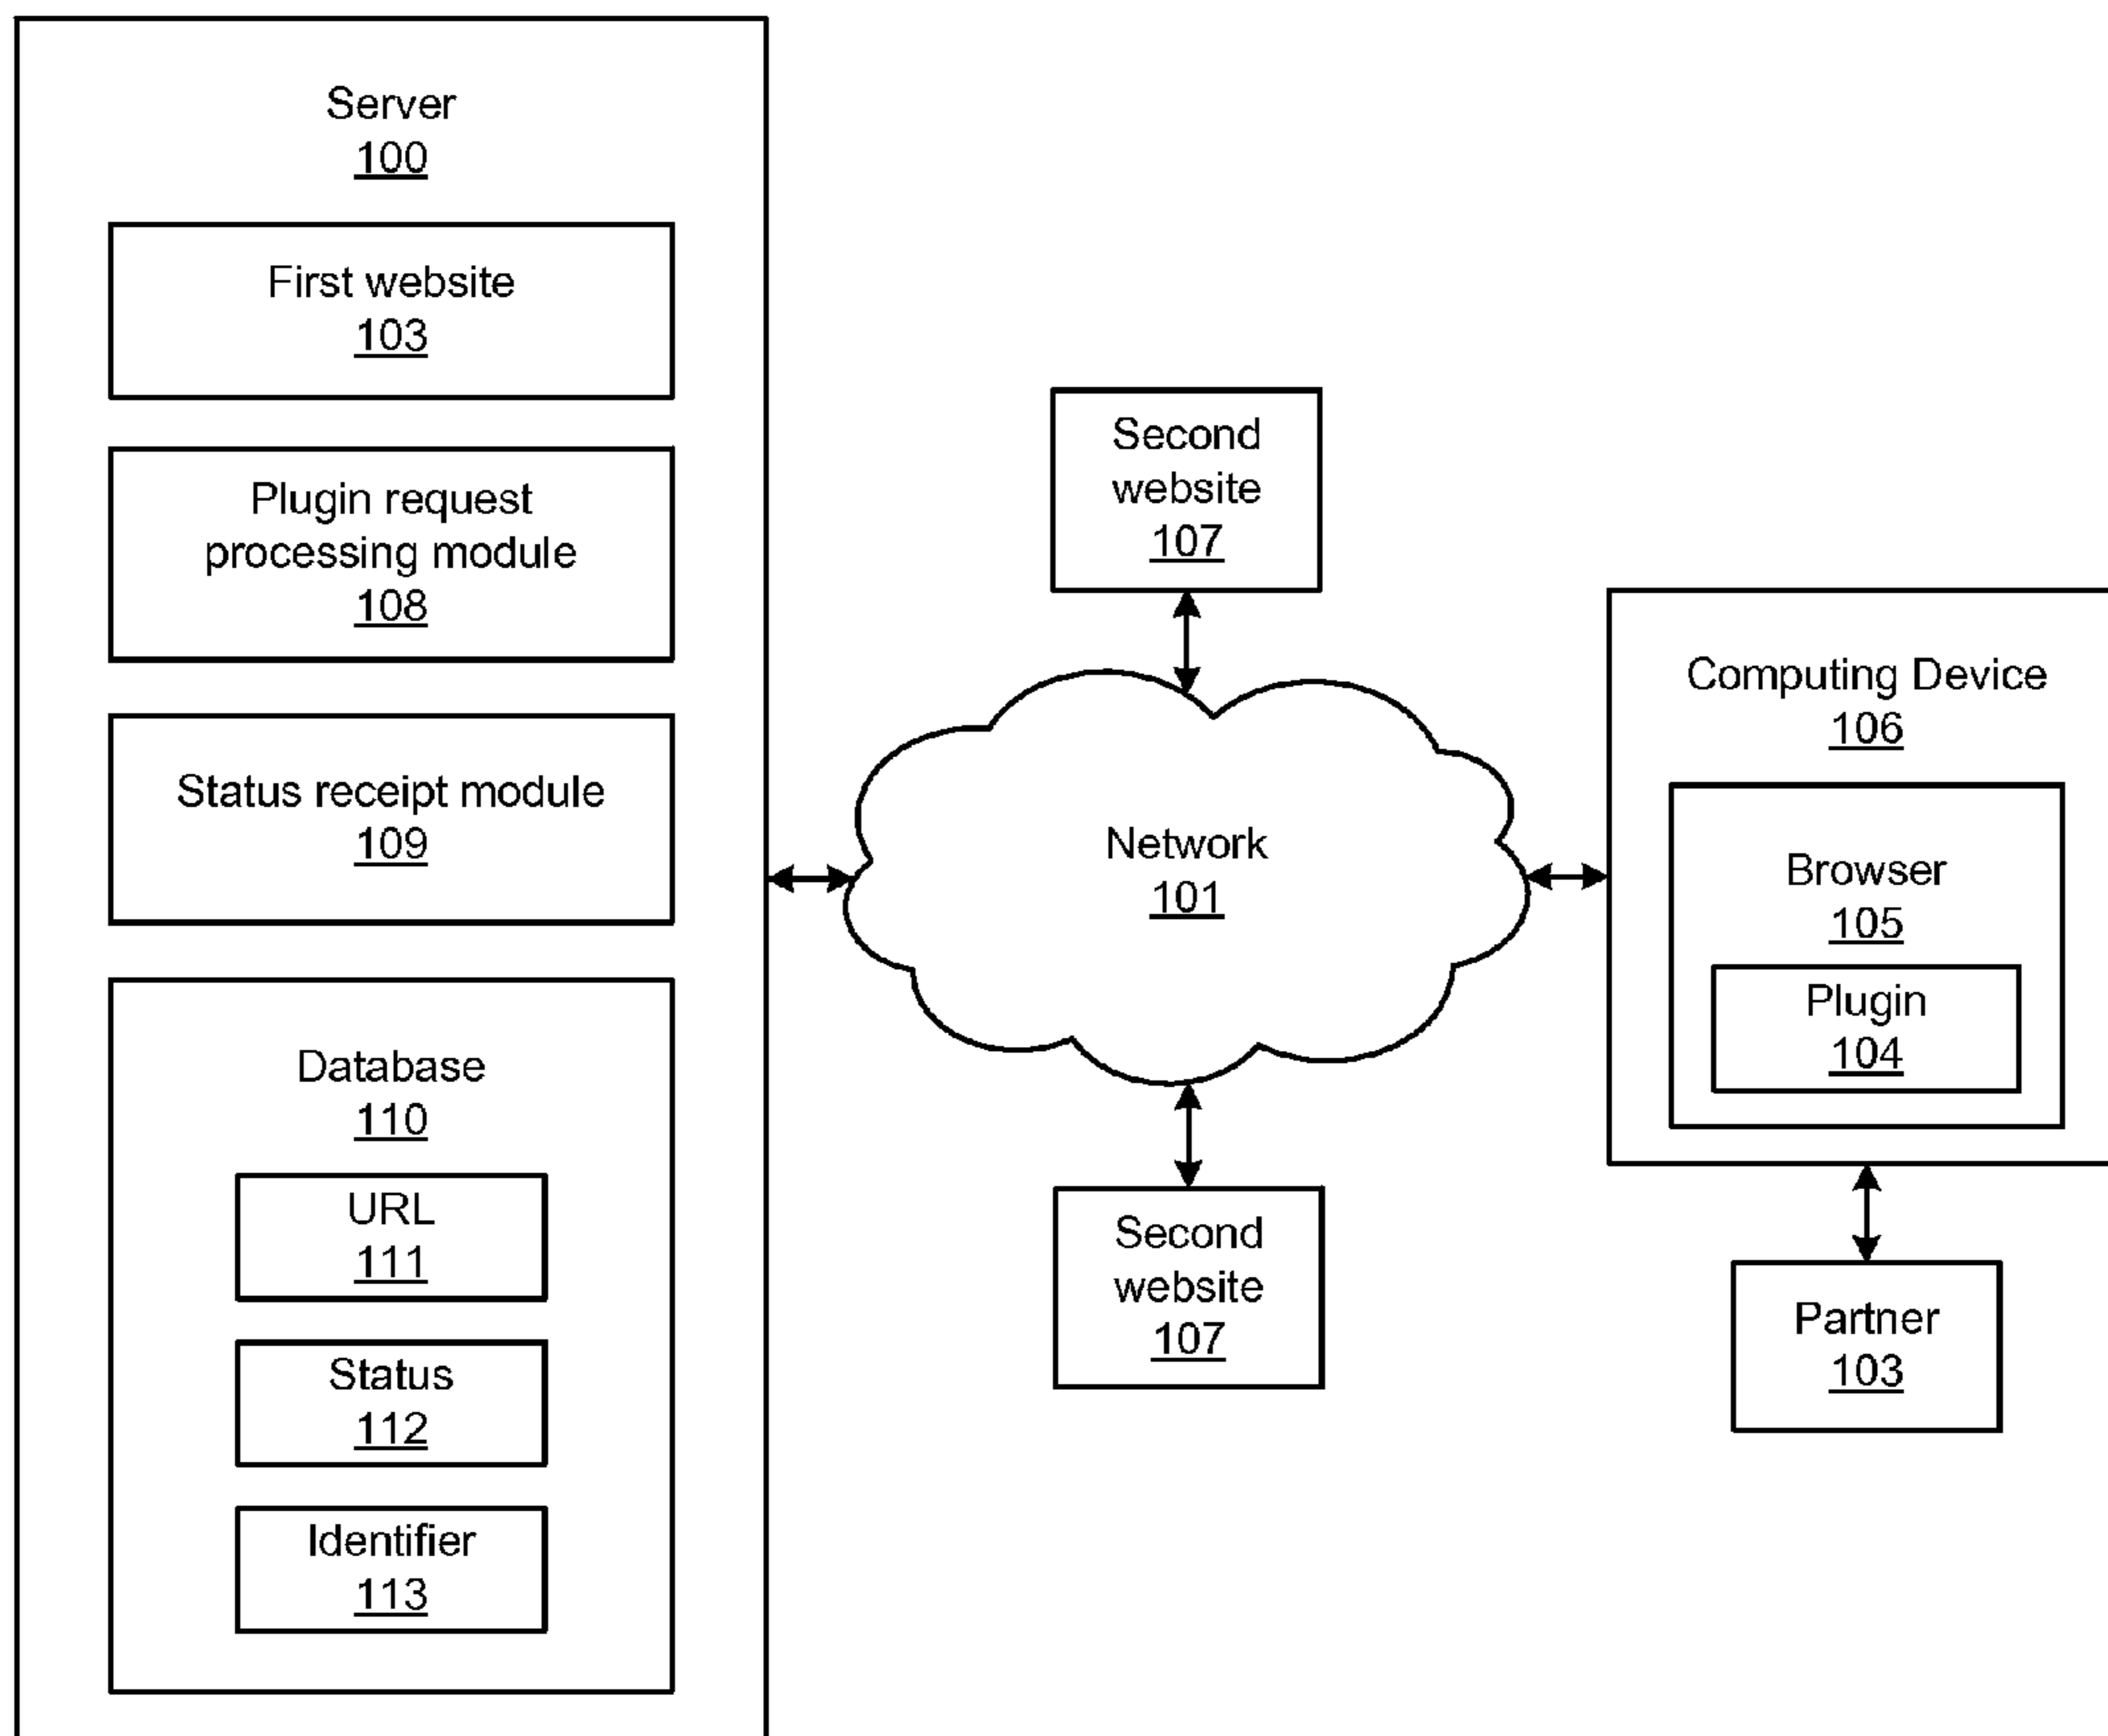 Server
100
First website
103
Plugin request
processing module
108
Status receipt module
109
Database
110
URL
111
Status
112
Identifier
113
Second
website
107
Network
101
Second
website
107
Computing Device
106
Browser
105
Plugin
104
Partner
103